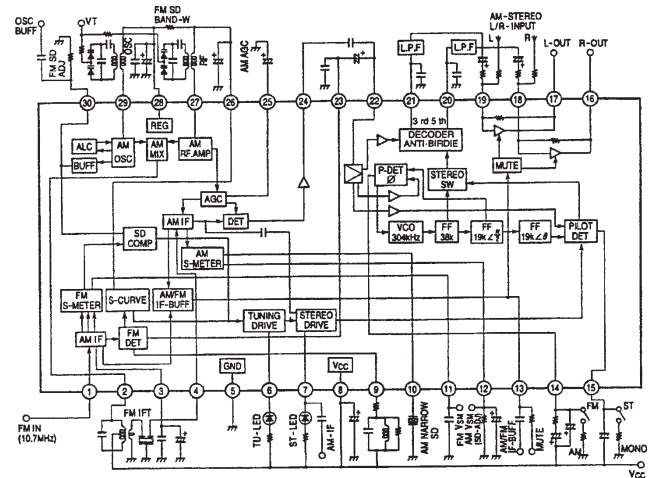 OSC BUFF
VT
FM SD BAND-W
FM SD ADJ
OSC
RF
AM AGC
AM-STEREO L/R-INPUT
L R
L-OUT
R-OUT
L.P.F
L.P.F
30 29 28 27 26 25 24 23 22 21 20 19 18 17 16
REG
3 rd 5 th
DECODER ANTI-BIRDIE
ALC
AM OSC
AM MIX
AM RF.AMP
BUFF
P-DET Ø
STEREO SW
MUTE
AGC
AM IF
DET
VCO 304kHz
FF 38k
FF 19k∠π/2
FF 19k∠θ
PILOT DET
SD COMP
AM S-METER
FM S-METER
S-CURVE
AM/FM IF-BUFF
TUNING DRIVE
STEREO DRIVE
AM IF
FM DET
GND
VCC
1 2 3 4 5 6 7 8 9 10 11 12 13 14 15
FM IN (10.7MHz)
FM IFT
TU-LED
ST-LED
AM-IF
AM NARROW SD
FM VSM
AM VSM (SD-ADJ)
AM/FM IF-BUFF
MUTE
FM
AM
ST
MONO
VCC